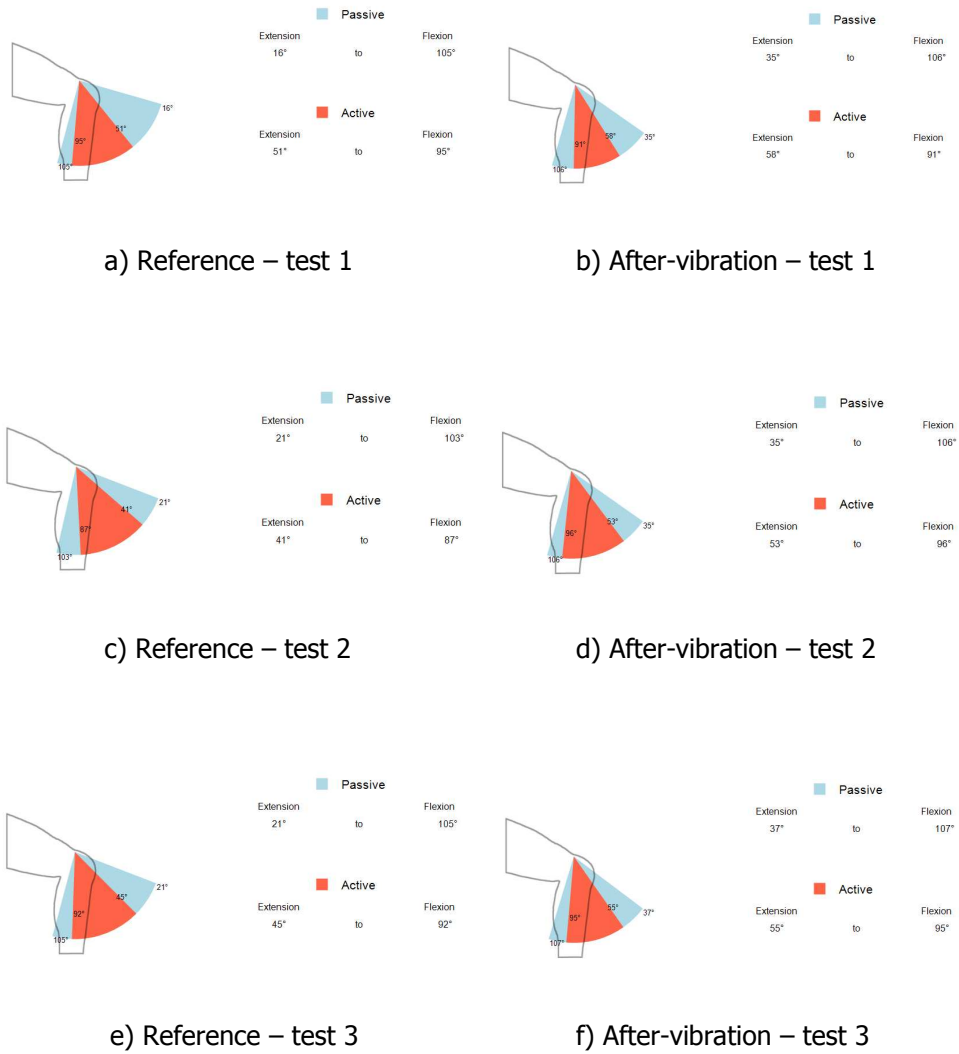 Passive
Extension Flexion
16° to 105°
Active
Extension Flexion
51° to 95°
16°
51°
95°
105°
a) Reference – test 1
Passive
Extension Flexion
35° to 106°
Active
Extension Flexion
58° to 91°
35°
58°
91°
106°
b) After-vibration – test 1
Passive
Extension Flexion
21° to 103°
Active
Extension Flexion
41° to 87°
21°
41°
87°
103°
c) Reference – test 2
Passive
Extension Flexion
35° to 106°
Active
Extension Flexion
53° to 96°
35°
53°
96°
106°
d) After-vibration – test 2
Passive
Extension Flexion
21° to 105°
Active
Extension Flexion
45° to 92°
21°
45°
92°
105°
e) Reference – test 3
Passive
Extension Flexion
37° to 107°
Active
Extension Flexion
55° to 95°
37°
55°
95°
107°
f) After-vibration – test 3